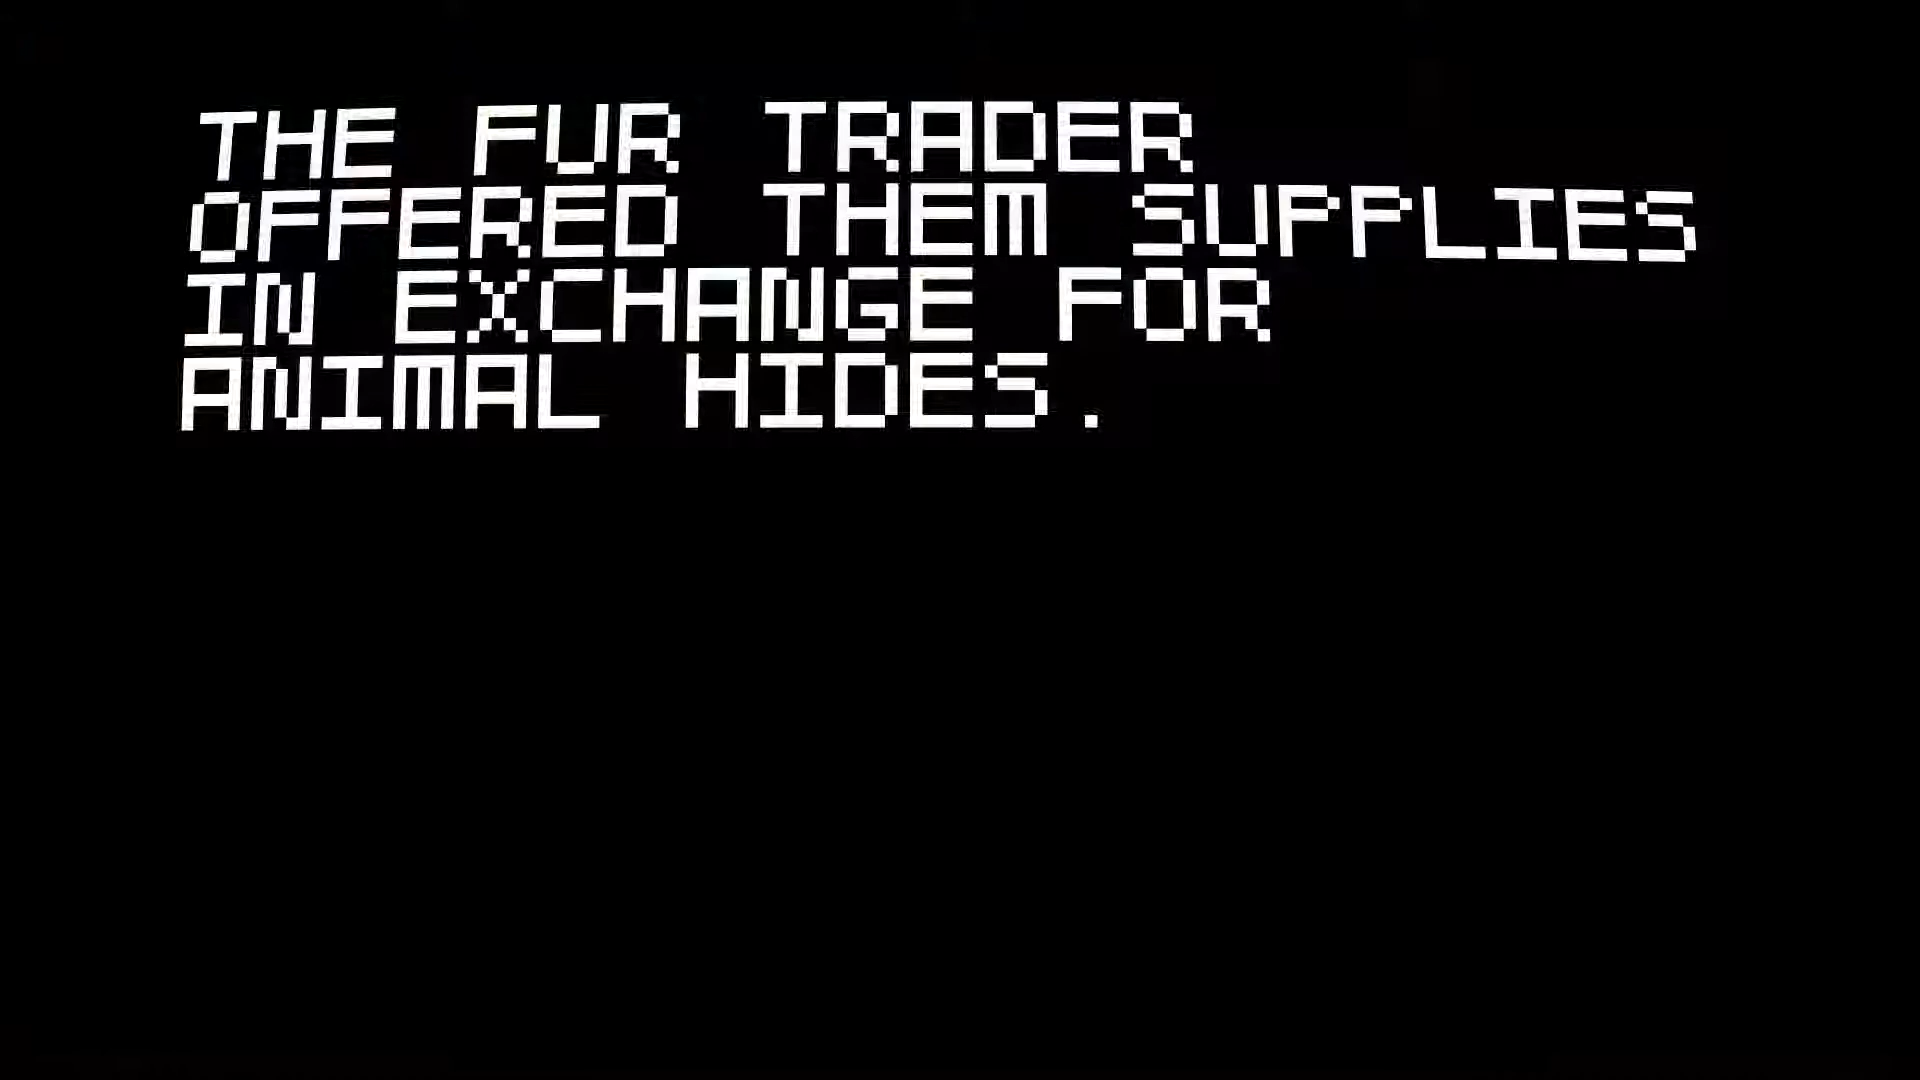 THE FUR TRADER
OFFERED THEM SUPPLIES
IN EXCHANGE FOR
ANIMAL HIDES.